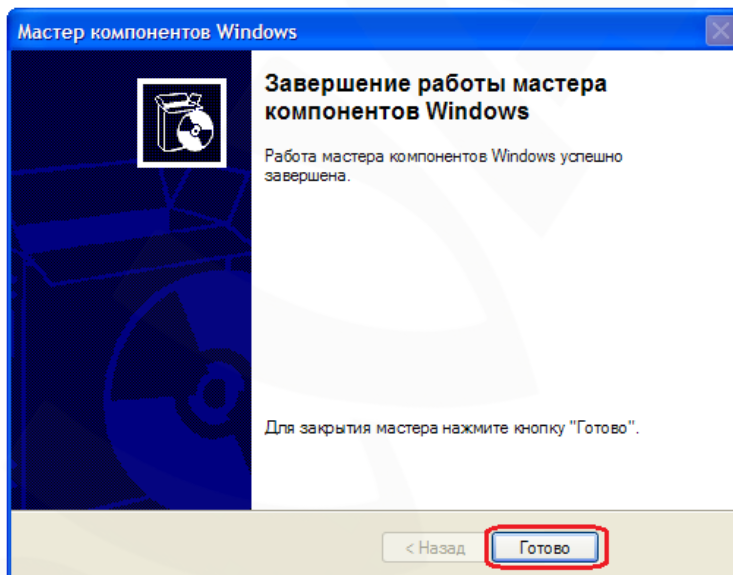 Мастер компонентов Windows
Завершение работы мастера
компонентов Windows
Работа мастера компонентов Windows успешно
завершена.
Для закрытия мастера нажмите кнопку "Готово".
< Назад
Готово